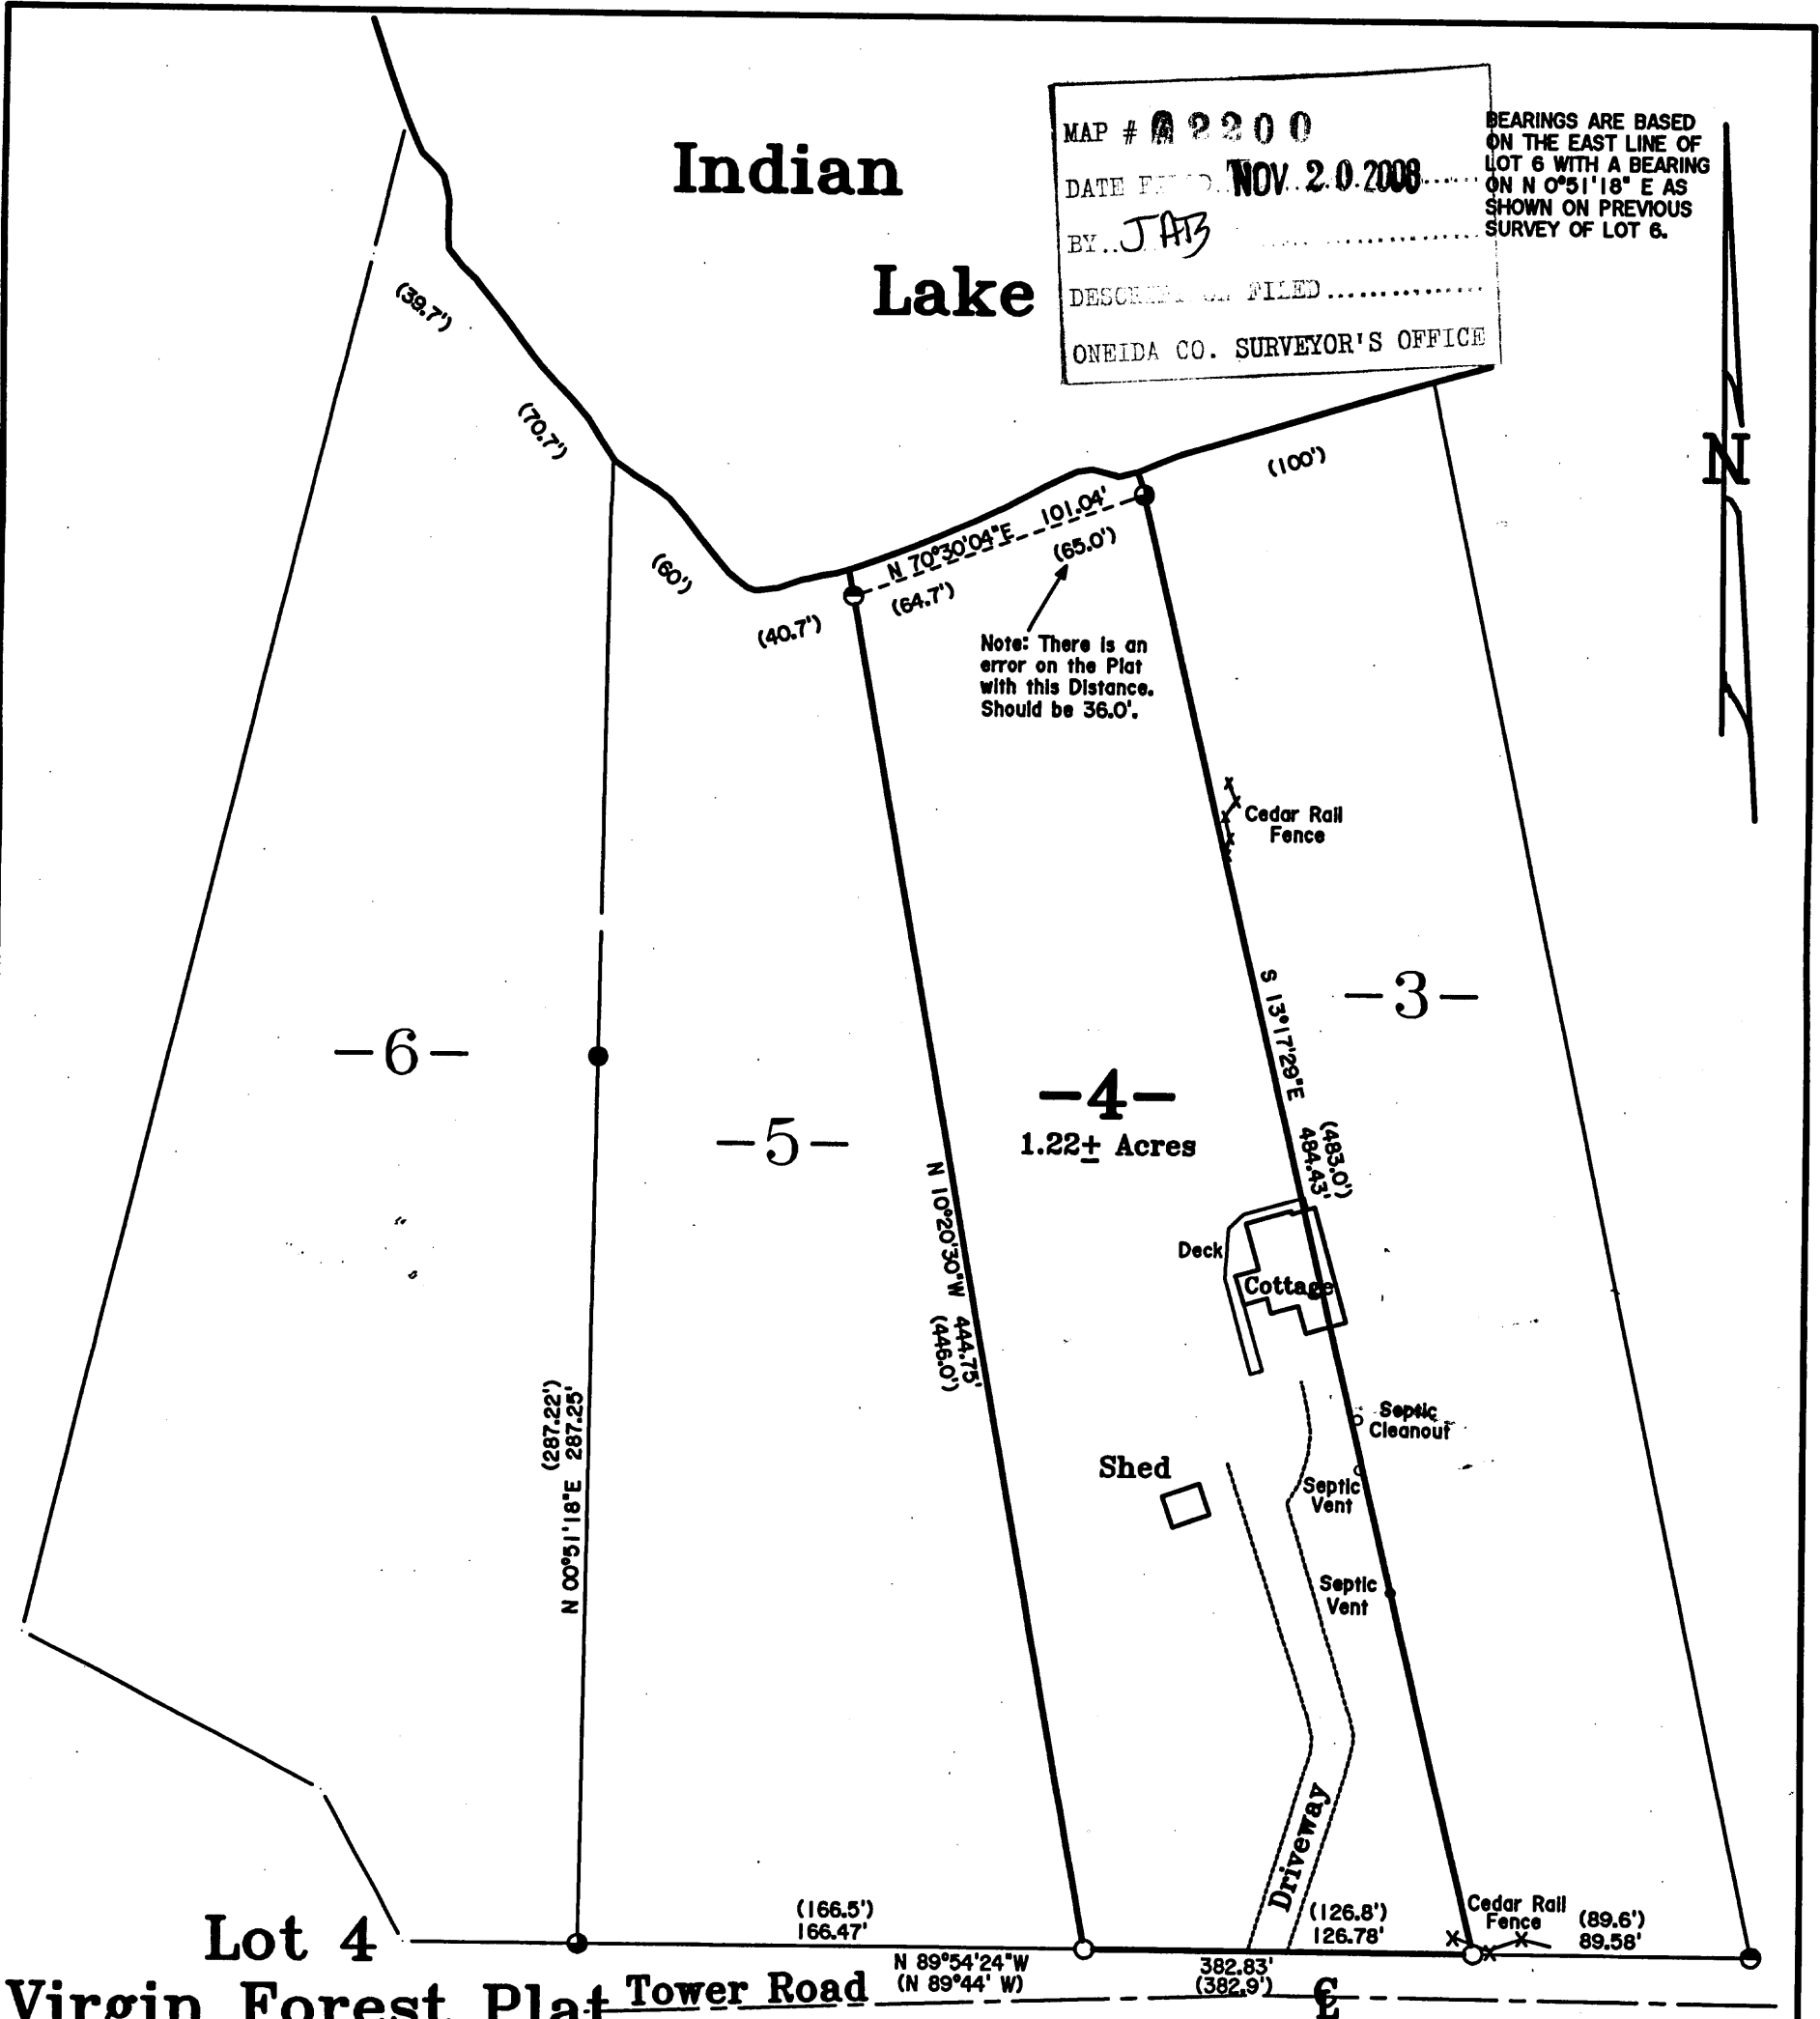 Indian
Lake
MAP # A2200
DATE NOV 20 2008
BY JAB
FILED
ONEIDA CO. SURVEYOR'S OFFICE
BEARINGS ARE BASED
ON THE EAST LINE OF
LOT 6 WITH A BEARING
ON N 0°51'18" E AS
SHOWN ON PREVIOUS
SURVEY OF LOT 6.
N
(39.7')
(70.7')
(60')
(40.7')
N 70°30'04"E 101.04'
(64.7')
(65.0')
(100')
Note: There is an
error on the Plat
with this Distance.
Should be 36.0'.
Cedar Rail
Fence
-6-
-5-
-4-
1.22± Acres
-3-
S 13°17'29"E 484.43'
(483.0')
N 10°20'30"W 444.75'
(446.0')
N 00°51'18"E 287.25'
(287.22')
Deck
Cottage
Septic
Cleanout
Septic
Vent
Shed
Septic
Vent
Driveway
Cedar Rail
Fence
(166.5')
166.47'
(126.8')
126.78'
(89.6')
89.58'
N 89°54'24"W
(N 89°44' W)
382.83'
(382.9')
Lot 4
Virgin Forest Plat
Tower Road
℄